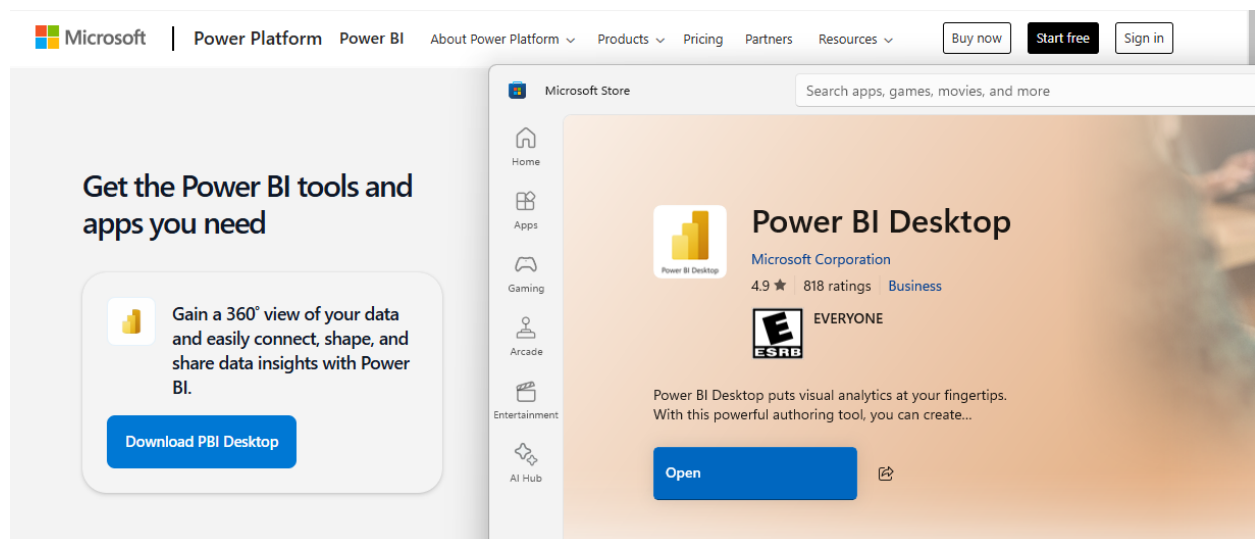 Microsoft
Power Platform
Power BI
About Power Platform
Products
Pricing
Partners
Resources
Buy now
Start free
Sign in
Get the Power BI tools and
apps you need
Gain a 360° view of your data
and easily connect, shape, and
share data insights with Power
BI.
Download PBI Desktop
Microsoft Store
Search apps, games, movies, and more
Home
Apps
Gaming
Arcade
Entertainment
AI Hub
Power BI Desktop
Power BI Desktop
Microsoft Corporation
4.9 ★ 818 ratings Business
E
ESRB
EVERYONE
Power BI Desktop puts visual analytics at your fingertips.
With this powerful authoring tool, you can create...
Open